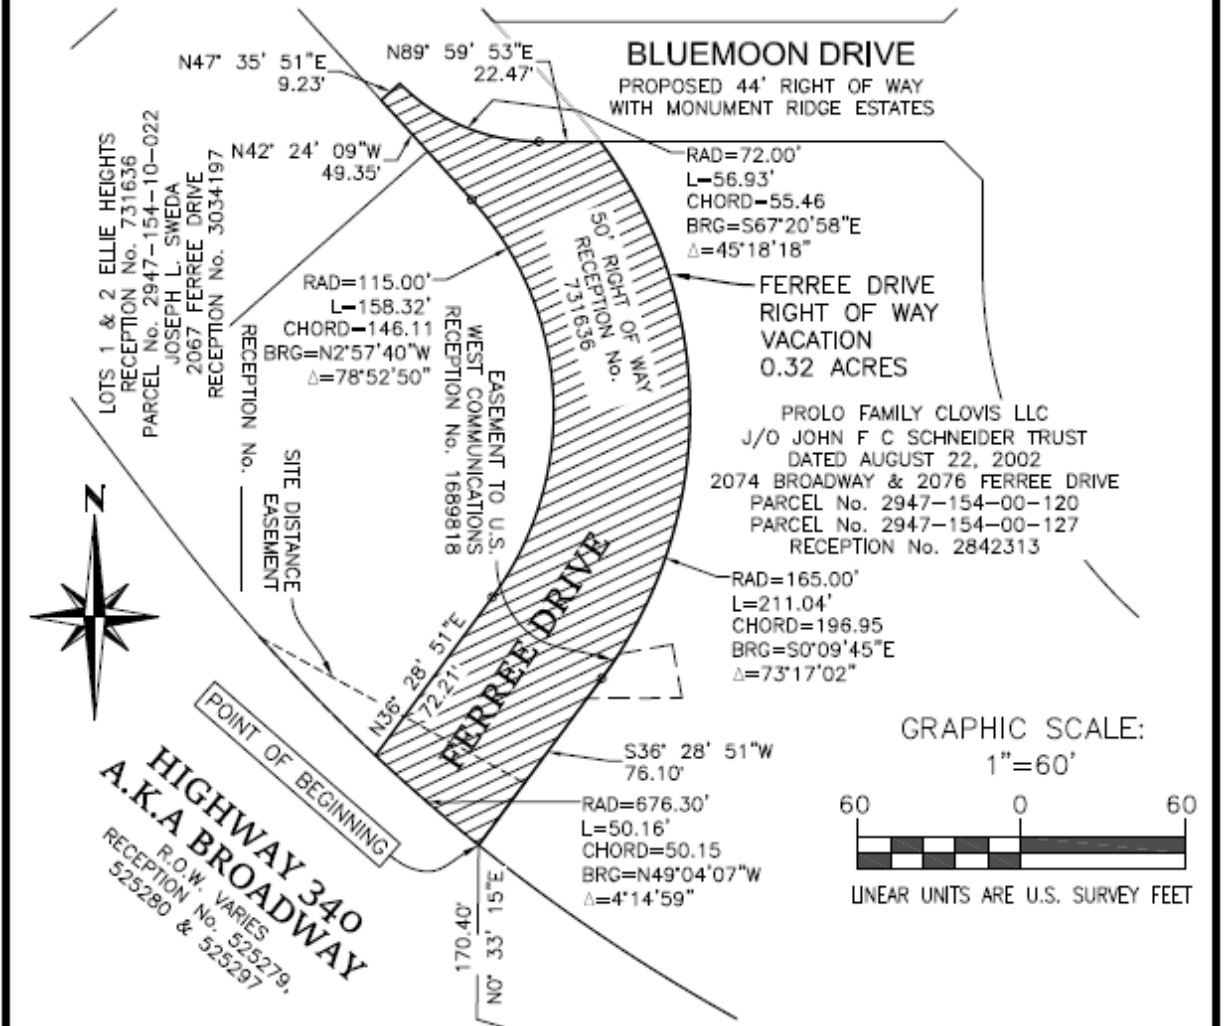 N47° 35' 51"E
9.23'
N89° 59' 53"E
22.47'
BLUEMOON DRIVE
PROPOSED 44' RIGHT OF WAY
WITH MONUMENT RIDGE ESTATES
LOTS 1 & 2 ELLIE HEIGHTS
RECEPTION No. 731636
PARCEL No. 2947-154-10-022
JOSEPH L. SWEDA
2067 FERREE DRIVE
RECEPTION No. 3034197
N42° 24' 09"W
49.35'
RAD=72.00'
L=56.93'
CHORD=55.46
BRG=S67°20'58"E
Δ=45°18'18"
50' RIGHT OF WAY
RECEPTION No.
731636
RAD=115.00'
L=158.32'
CHORD=146.11
BRG=N2°57'40"W
Δ=78°52'50"
FERREE DRIVE
RIGHT OF WAY
VACATION
0.32 ACRES
RECEPTION No.
SITE DISTANCE
EASEMENT
EASEMENT TO U.S.
WEST COMMUNICATIONS
RECEPTION No. 1689818
PROLO FAMILY CLOVIS LLC
J/O JOHN F C SCHNEIDER TRUST
DATED AUGUST 22, 2002
2074 BROADWAY & 2076 FERREE DRIVE
PARCEL No. 2947-154-00-120
PARCEL No. 2947-154-00-127
RECEPTION No. 2842313
N
FERREE DRIVE
RAD=165.00'
L=211.04'
CHORD=196.95
BRG=S0°09'45"E
Δ=73°17'02"
N36° 28' 51"E
72.21'
POINT OF BEGINNING
S36° 28' 51"W
76.10'
RAD=676.30'
L=50.16'
CHORD=50.15
BRG=N49°04'07"W
Δ=4°14'59"
HIGHWAY 340
A.K.A BROADWAY
R.O.W. VARIES
RECEPTION No. 525279,
525280 & 525297
170.40'
N0° 33' 15"E
GRAPHIC SCALE:
1"=60'
60 0 60
LINEAR UNITS ARE U.S. SURVEY FEET